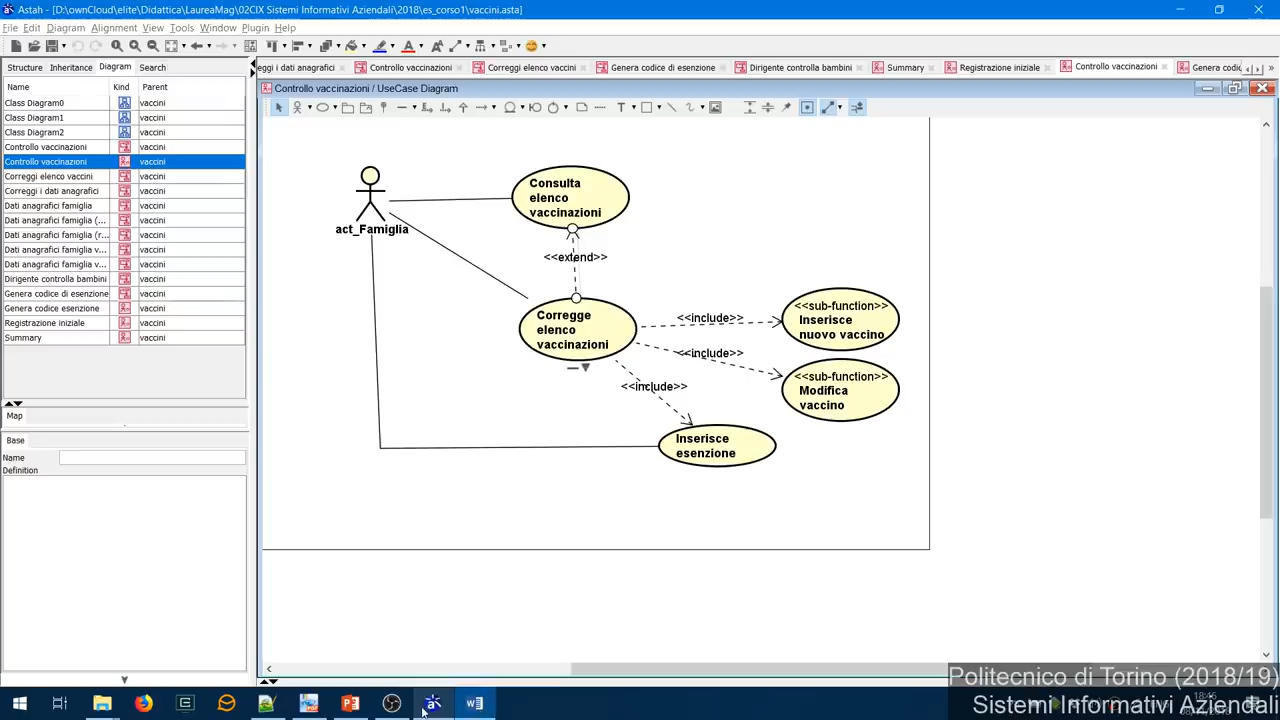 Astah - [D:\ownCloud\elite\Didattica\LaureaMag\02CIX Sistemi Informativi Aziendali\2018\es_corso1\vaccini.asta]
File Edit Diagram Alignment View Tools Window Plugin Help
Structure Inheritance Diagram Search
eggi i dati anagrafici Controllo vaccinazioni Correggi elenco vaccini Genera codice di esenzione Dirigente controlla bambini Summary Registrazione iniziale Controllo vaccinazioni Genera codic
Name Kind Parent
Controllo vaccinazioni / UseCase Diagram
Class Diagram0 vaccini
Class Diagram1 vaccini
Class Diagram2 vaccini
Controllo vaccinazioni vaccini
Controllo vaccinazioni vaccini
Correggi elenco vaccini vaccini
Correggi i dati anagrafici vaccini
Dati anagrafici famiglia vaccini
Dati anagrafici famiglia (... vaccini
Dati anagrafici famiglia (r... vaccini
Dati anagrafici famiglia v... vaccini
Dati anagrafici famiglia v... vaccini
Dirigente controlla bambini vaccini
Genera codice di esenzione vaccini
Genera codice esenzione vaccini
Registrazione iniziale vaccini
Summary vaccini
Map
Base
Name
Definition
act_Famiglia
Consulta
elenco
vaccinazioni
<<extend>>
Corregge
elenco
vaccinazioni
<<include>>
<<include>>
<<include>>
<<sub-function>>
Inserisce
nuovo vaccino
<<sub-function>>
Modifica
vaccino
Inserisce
esenzione
Politecnico di Torino (2018/19)
Sistemi Informativi Aziendali